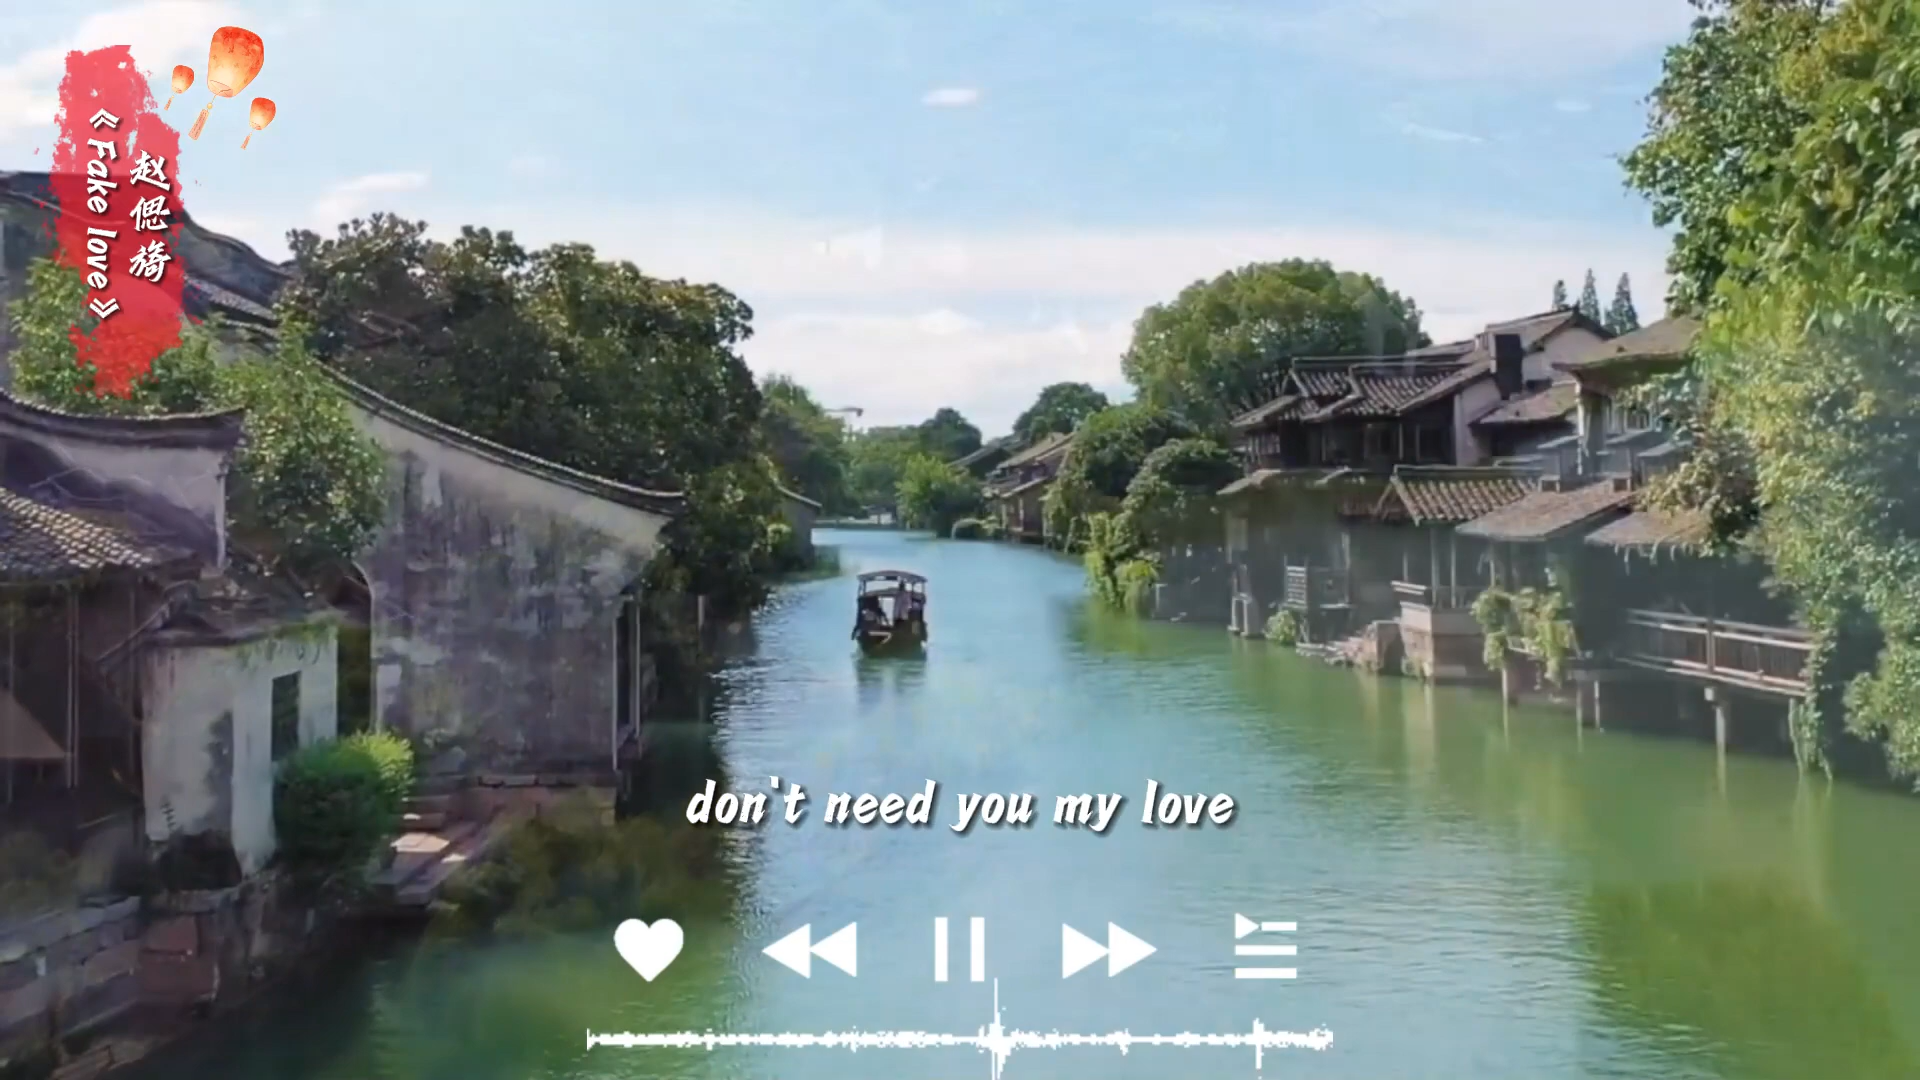 赵偲旖
《Fake love》
don't need you my love